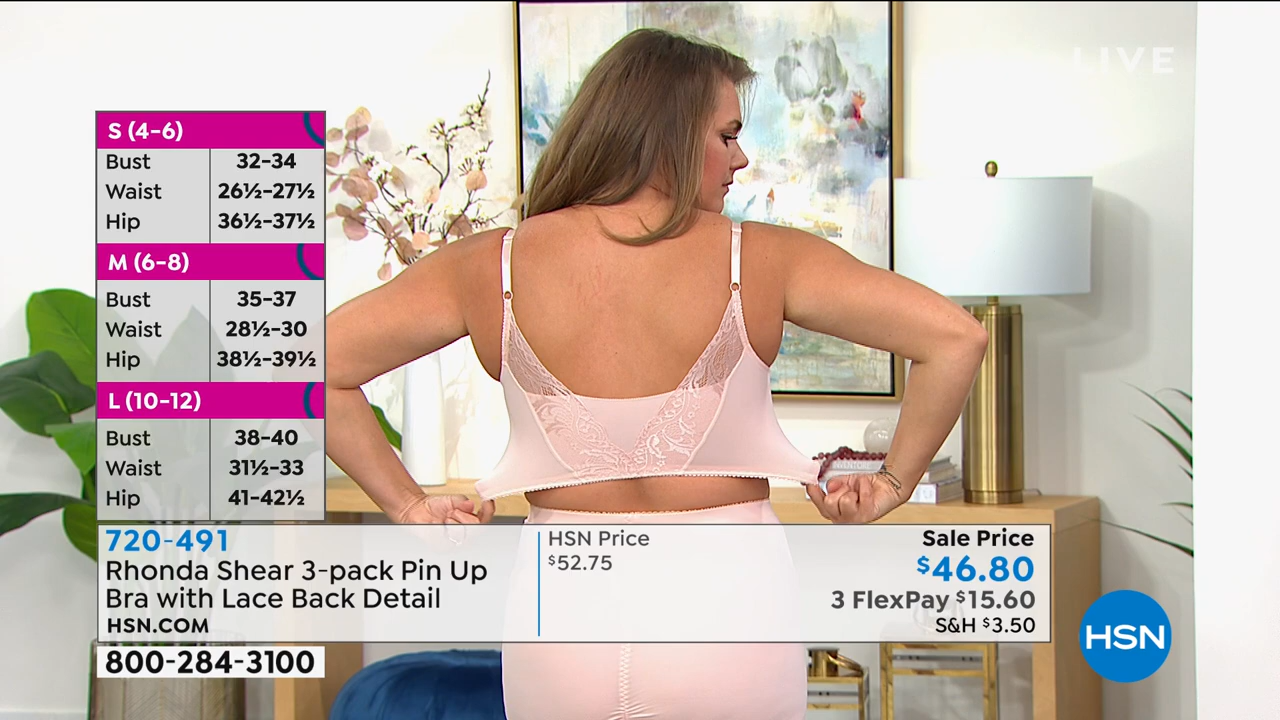 LIVE
S (4-6)
Bust 32-34
Waist 26½-27½
Hip 36½-37½
M (6-8)
Bust 35-37
Waist 28½-30
Hip 38½-39½
L (10-12)
Bust 38-40
Waist 31½-33
Hip 41-42½
720-491
Rhonda Shear 3-pack Pin Up
Bra with Lace Back Detail
HSN.COM
HSN Price
$52.75
Sale Price
$46.80
3 FlexPay $15.60
S&H $3.50
800-284-3100
HSN